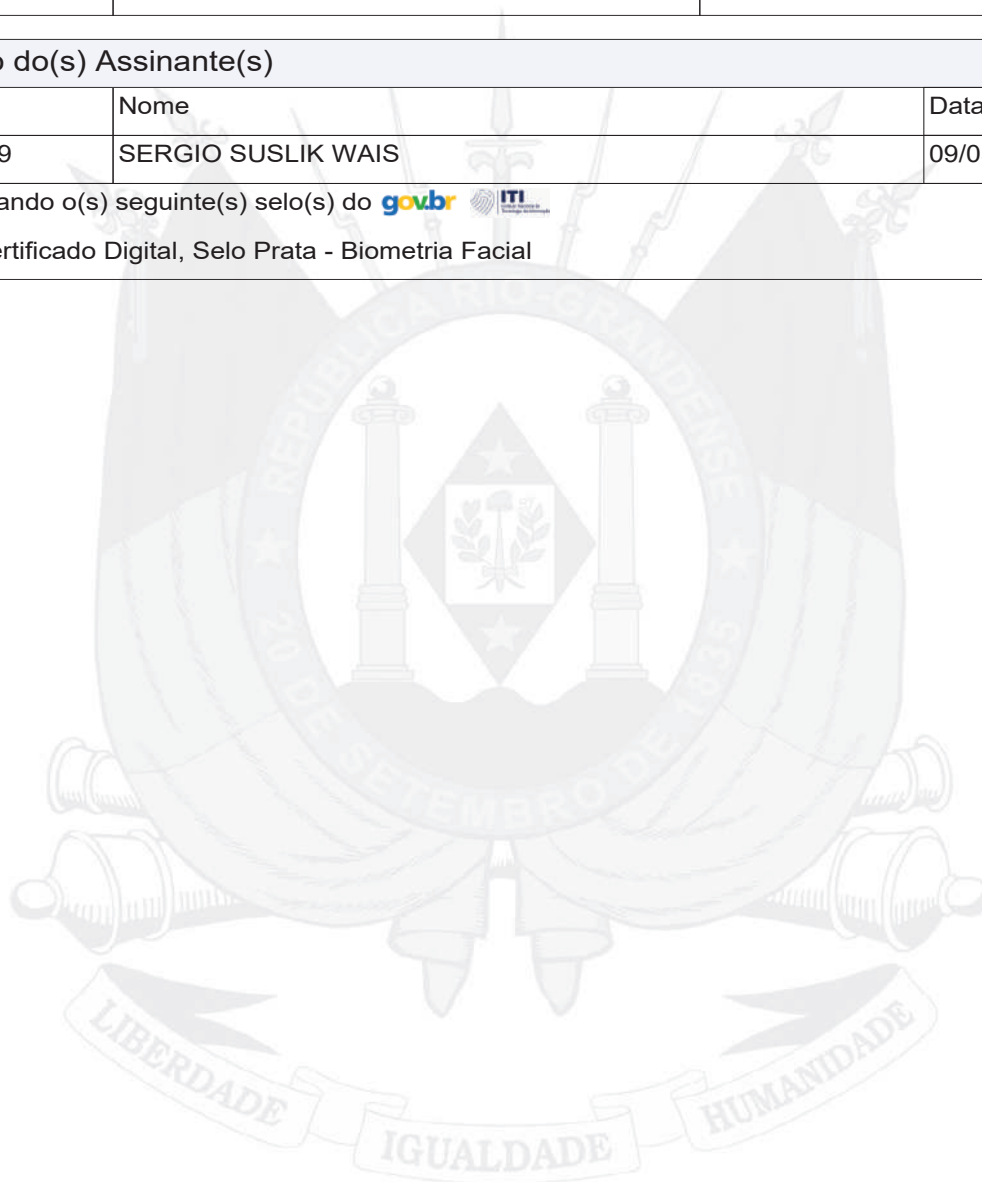 o do(s) Assinante(s)
Nome Data
9 SERGIO SUSLIK WAIS 09/0
ando o(s) seguinte(s) selo(s) do gov.br ITI
ertificado Digital, Selo Prata - Biometria Facial
REPÚBLICA RIO-GRANDENSE
20 DE SETEMBRO DE 1835
LIBERDADE IGUALDADE HUMANIDADE